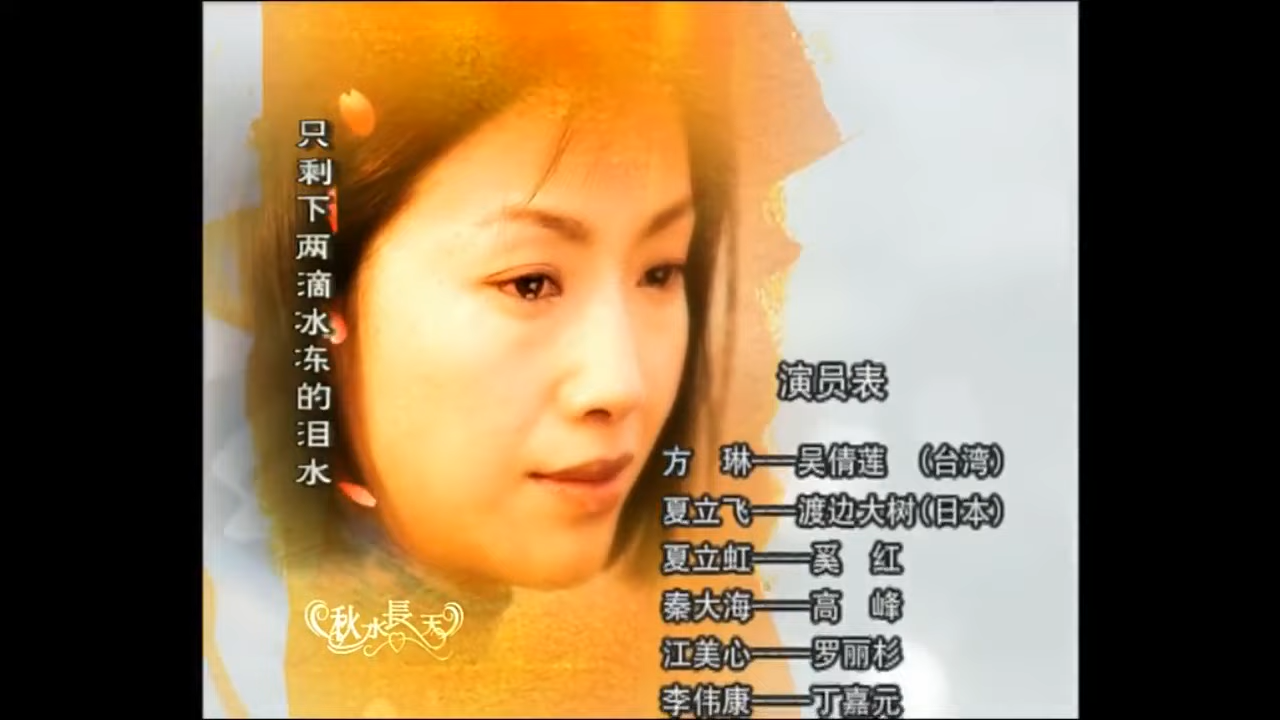 只剩下两滴冰冻的泪水
演员表
方　琳——吴倩莲　（台湾）
夏立飞——渡边大树（日本）
夏立虹——奚　红
秦大海——高　峰
江美心——罗丽杉
李伟康——丁嘉元
秋水長天